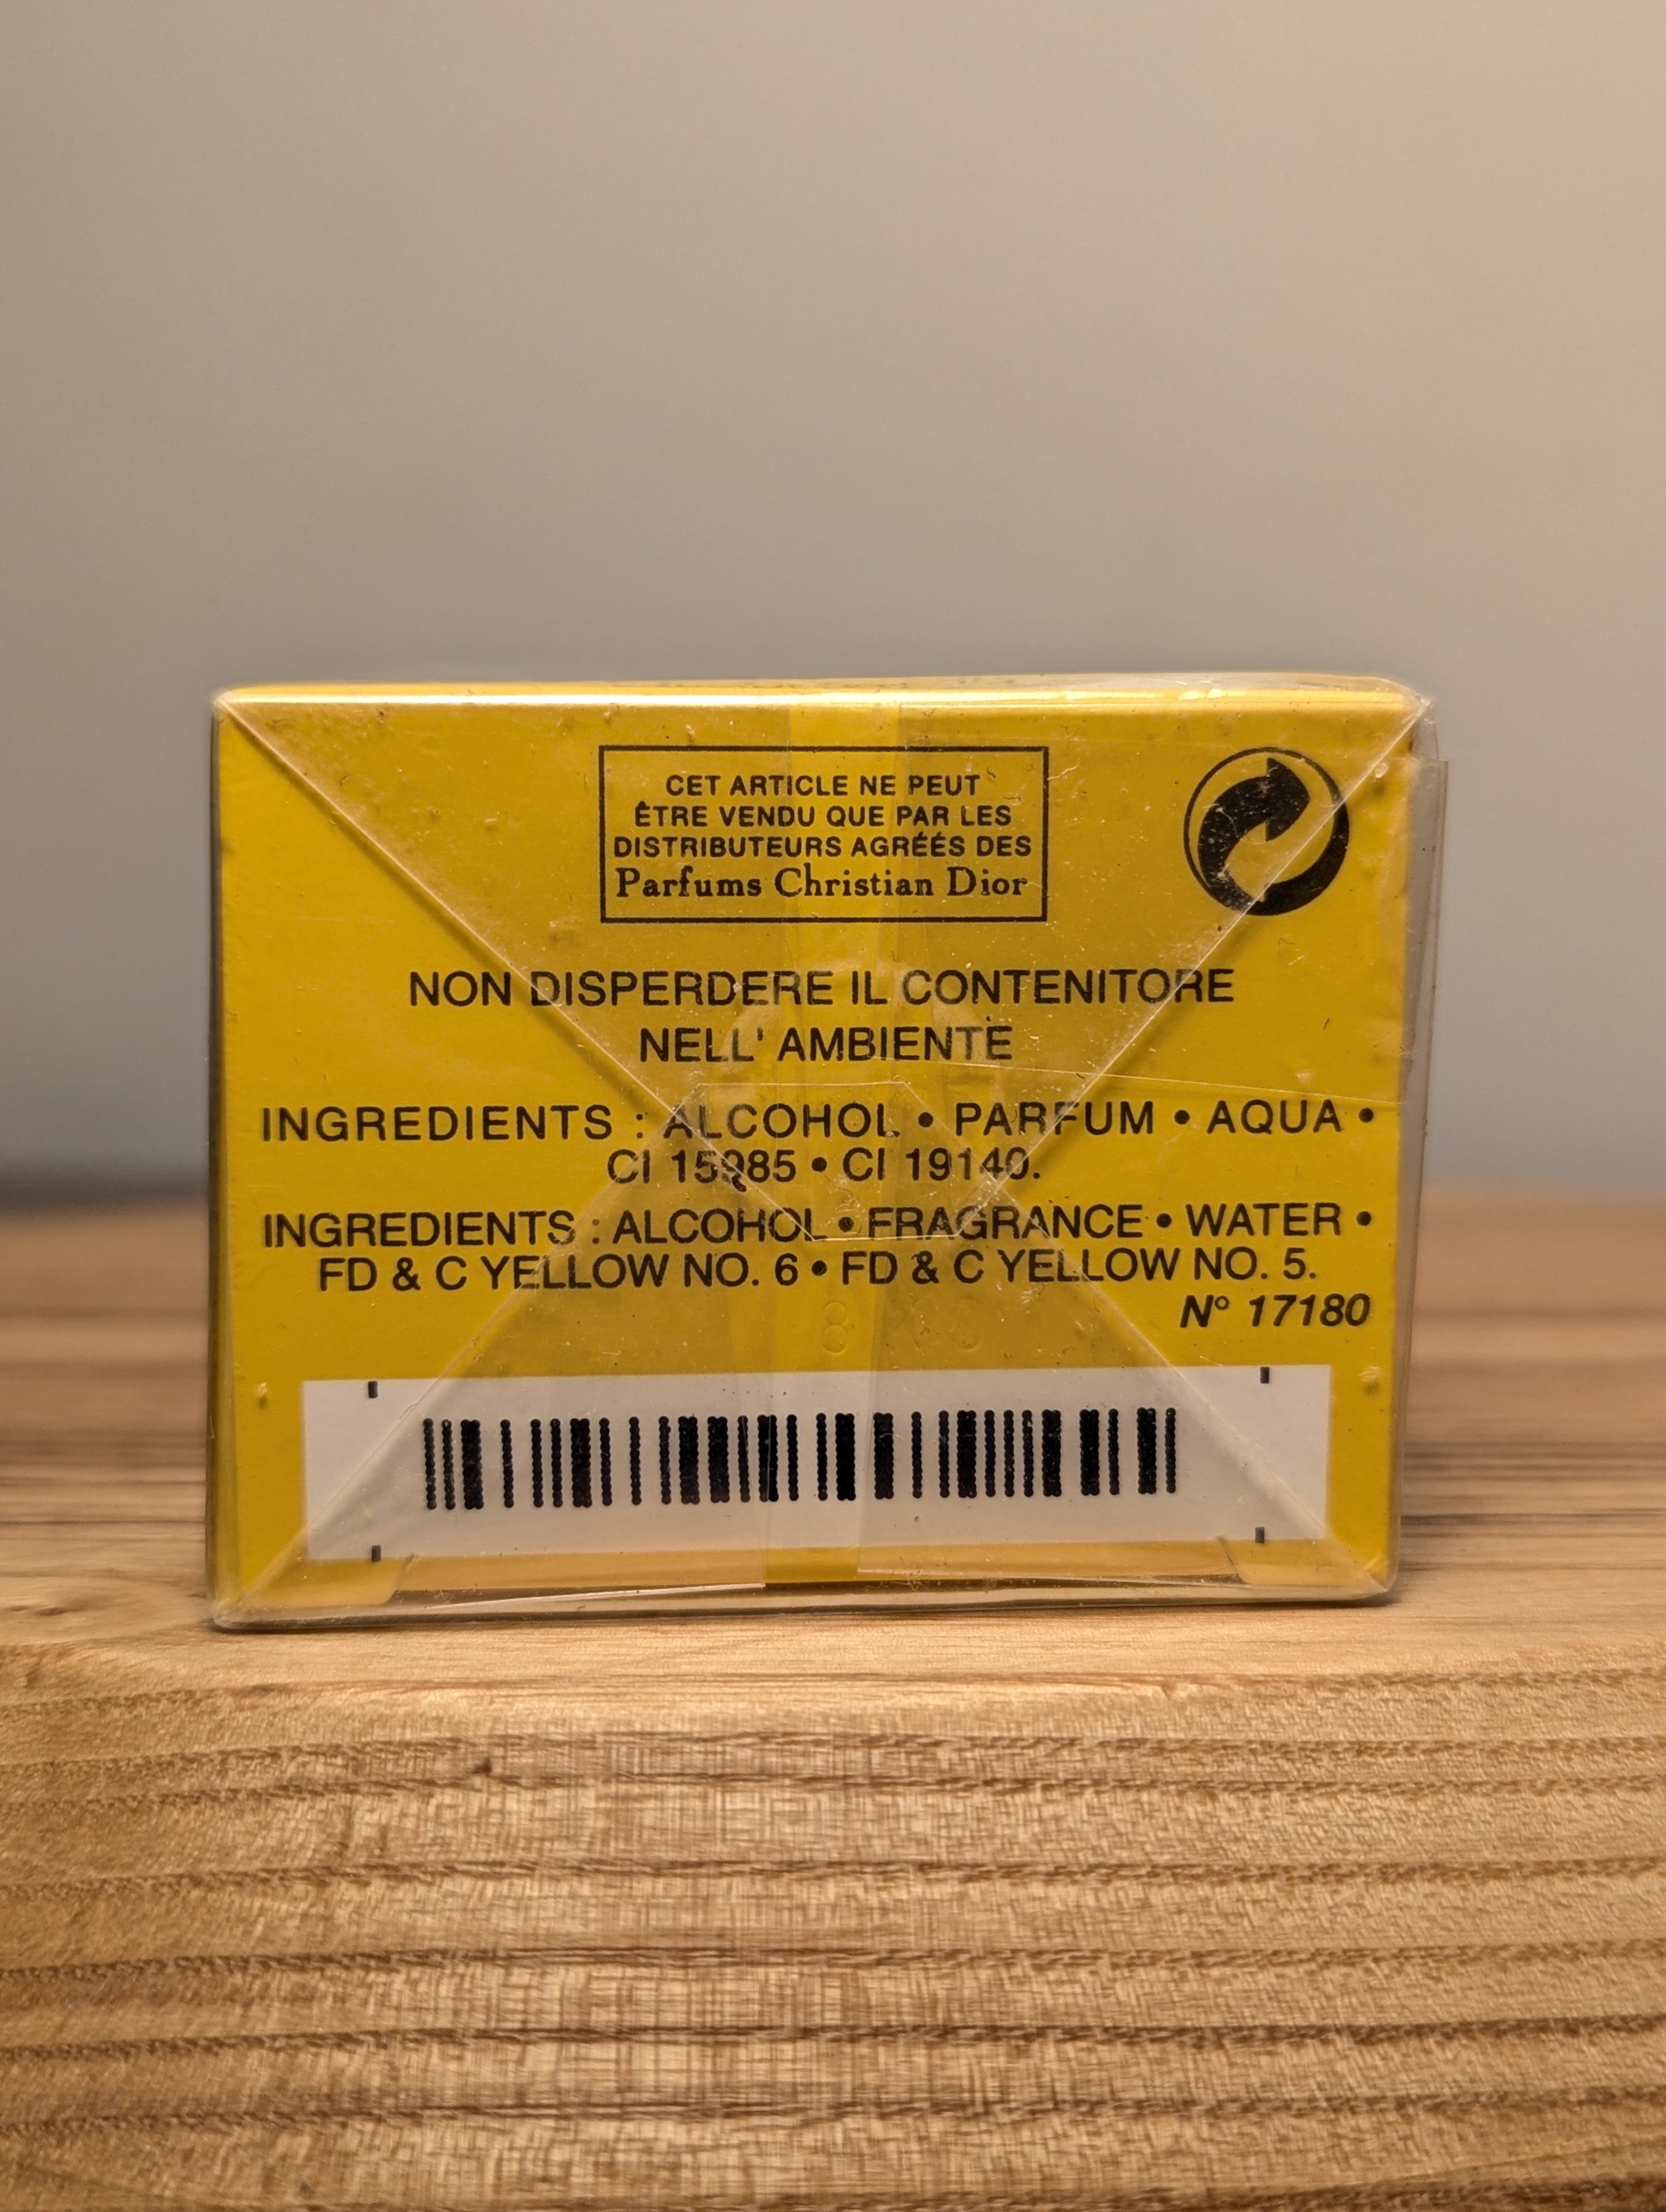 CET ARTICLE NE PEUT
ÊTRE VENDU QUE PAR LES
DISTRIBUTEURS AGRÉÉS DES
Parfums Christian Dior
NON DISPERDERE IL CONTENITORE
NELL' AMBIENTE
INGREDIENTS : ALCOHOL • PARFUM • AQUA •
CI 15985 • CI 19140.
INGREDIENTS : ALCOHOL • FRAGRANCE • WATER •
FD & C YELLOW NO. 6 • FD & C YELLOW NO. 5.
N° 17180